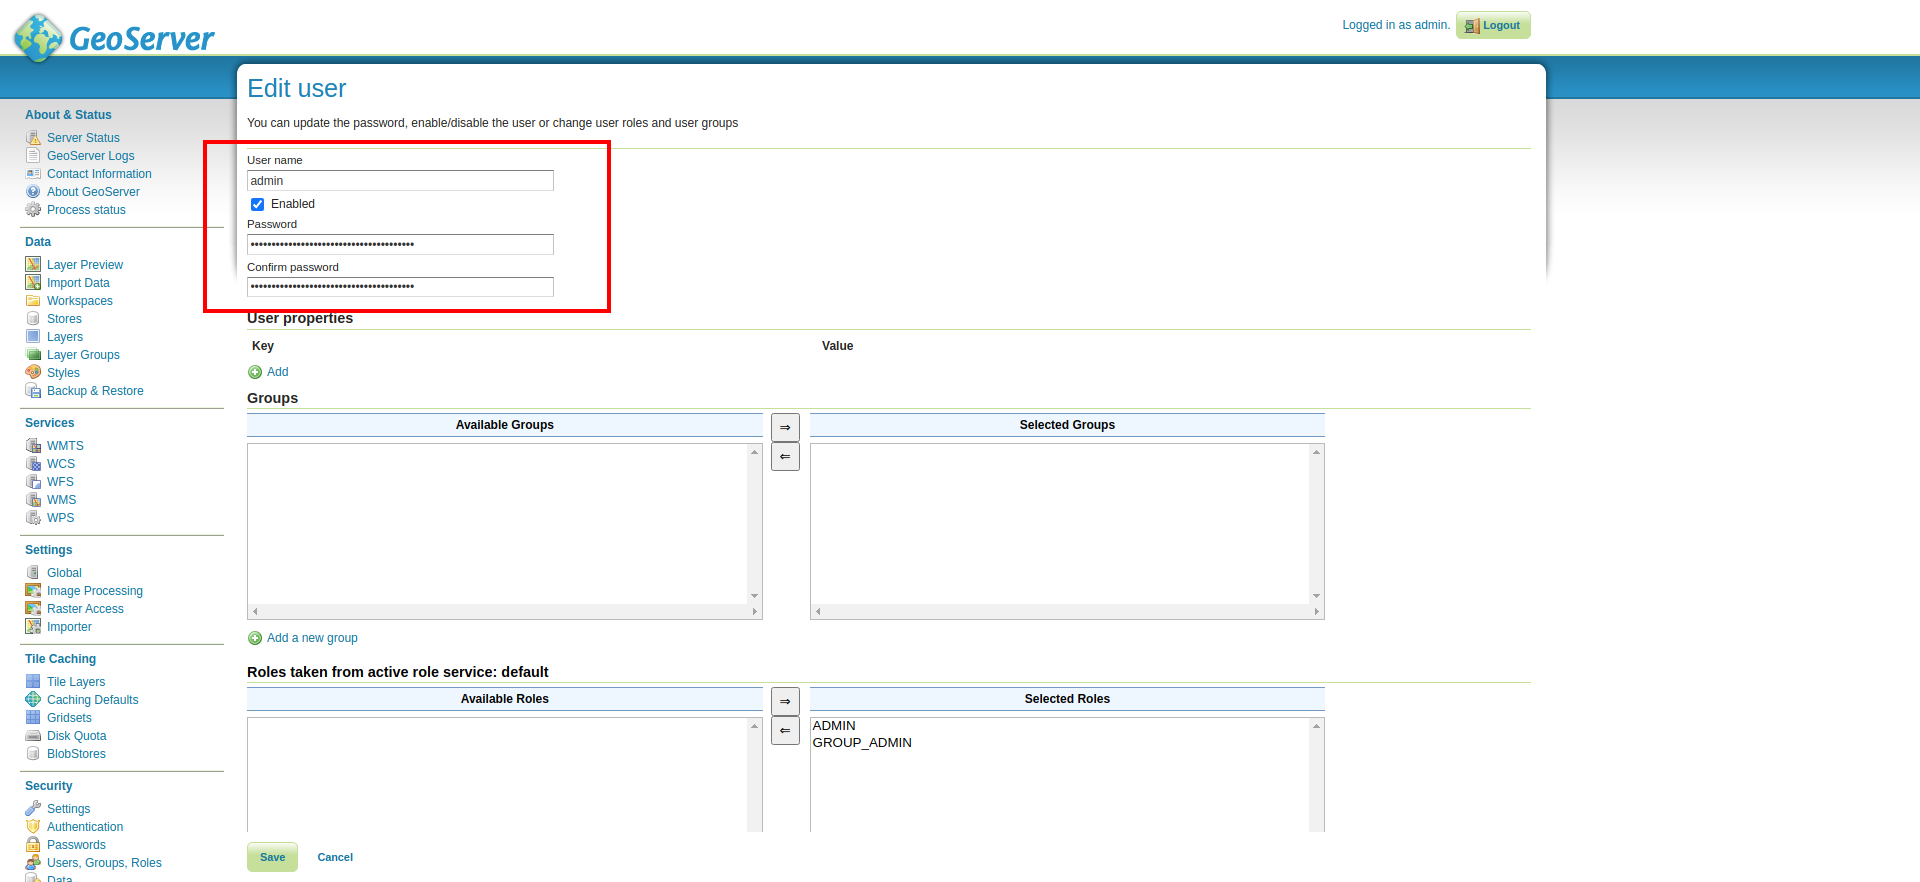 GeoServer
Logged in as admin.
Logout
Edit user
You can update the password, enable/disable the user or change user roles and user groups
About & Status
Server Status
GeoServer Logs
Contact Information
About GeoServer
Process status
Data
Layer Preview
Import Data
Workspaces
Stores
Layers
Layer Groups
Styles
Backup & Restore
Services
WMTS
WCS
WFS
WMS
WPS
Settings
Global
Image Processing
Raster Access
Importer
Tile Caching
Tile Layers
Caching Defaults
Gridsets
Disk Quota
BlobStores
Security
Settings
Authentication
Passwords
Users, Groups, Roles
Data
User name
admin
Enabled
Password
Confirm password
User properties
Key Value
Add
Groups
Available Groups ⇒ Selected Groups
⇐
Add a new group
Roles taken from active role service: default
Available Roles ⇒ Selected Roles
⇐
ADMIN
GROUP_ADMIN
Save Cancel